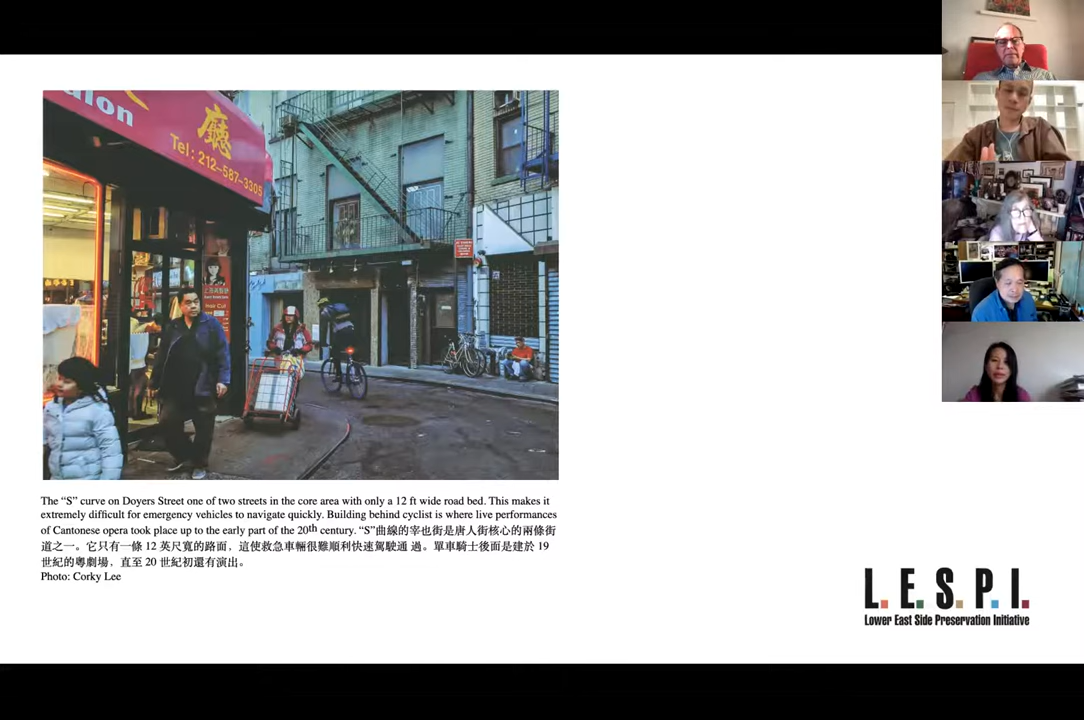 alon
廳
Tel: 212-587-3305
Hair Cut
The “S” curve on Doyers Street one of two streets in the core area with only a 12 ft wide road bed. This makes it
extremely difficult for emergency vehicles to navigate quickly. Building behind cyclist is where live performances
of Cantonese opera took place up to the early part of the 20th century. “S”曲線的宰也街是唐人街核心的兩條街
道之一。它只有一條 12 英尺寬的路面，這使救急車輛很難順利快速駕駛通 過。單車騎士後面是建於 19
世紀的粵劇場，直至 20 世紀初還有演出。
Photo: Corky Lee
L.E.S.P.I.
Lower East Side Preservation Initiative